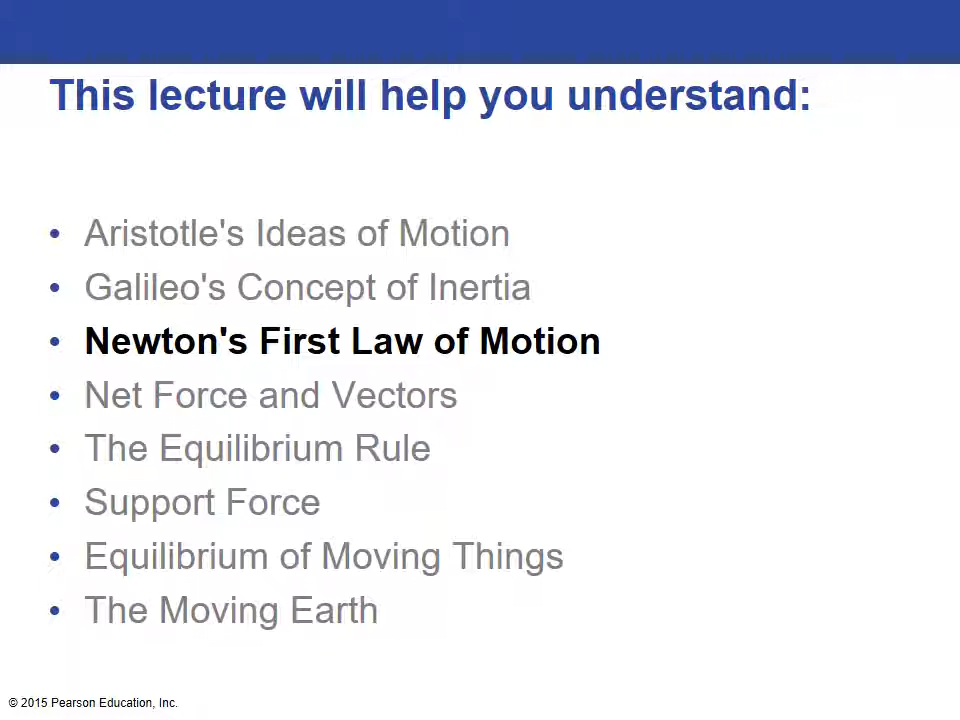 This lecture will help you understand:
• Aristotle's Ideas of Motion
• Galileo's Concept of Inertia
• Newton's First Law of Motion
• Net Force and Vectors
• The Equilibrium Rule
• Support Force
• Equilibrium of Moving Things
• The Moving Earth
© 2015 Pearson Education, Inc.